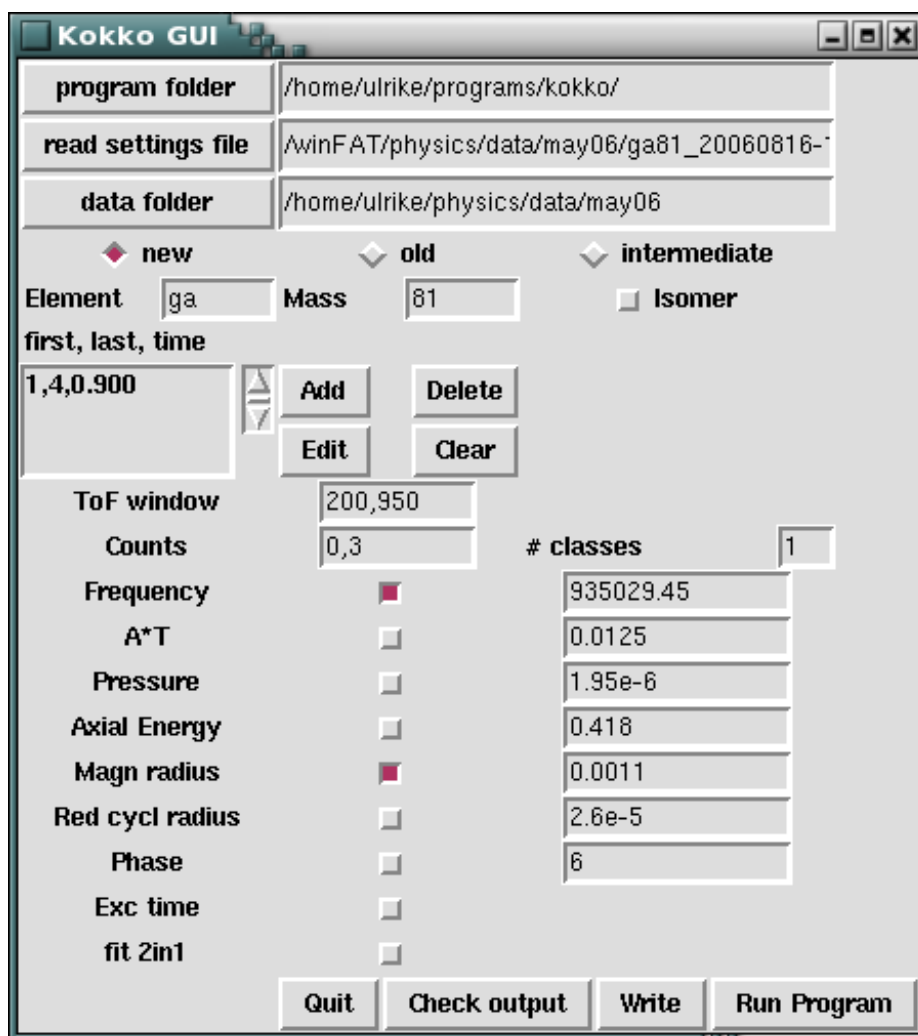 Kokko GUI
program folder /home/ulrike/programs/kokko/
read settings file /winFAT/physics/data/may06/ga81_20060816-
data folder /home/ulrike/physics/data/may06
new old intermediate
Element ga Mass 81 Isomer
first, last, time
1,4,0.900 Add Delete
Edit Clear
ToF window 200,950
Counts 0,3 # classes 1
Frequency 935029.45
A*T 0.0125
Pressure 1.95e-6
Axial Energy 0.418
Magn radius 0.0011
Red cycl radius 2.6e-5
Phase 6
Exc time
fit 2in1
Quit Check output Write Run Program